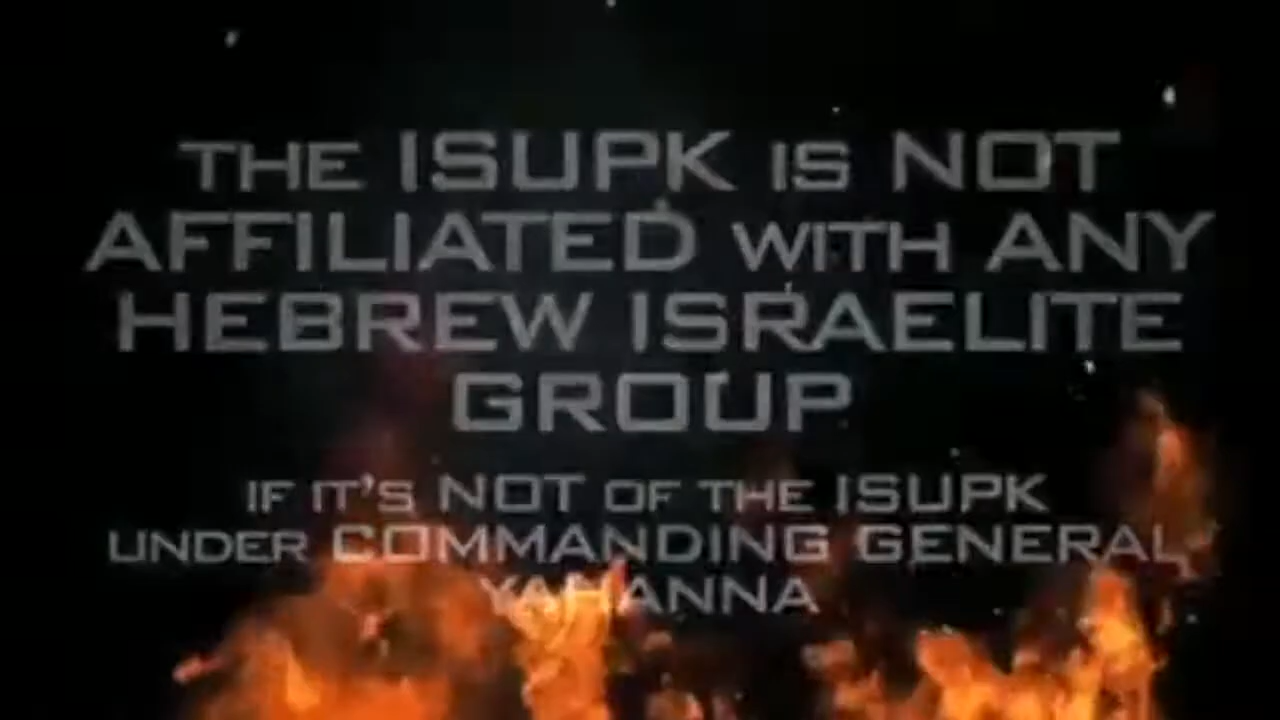 THE ISUPK IS NOT
AFFILIATED WITH ANY
HEBREW ISRAELITE
GROUP
IF IT'S NOT OF THE ISUPK
UNDER COMMANDING GENERAL
YAHANNA